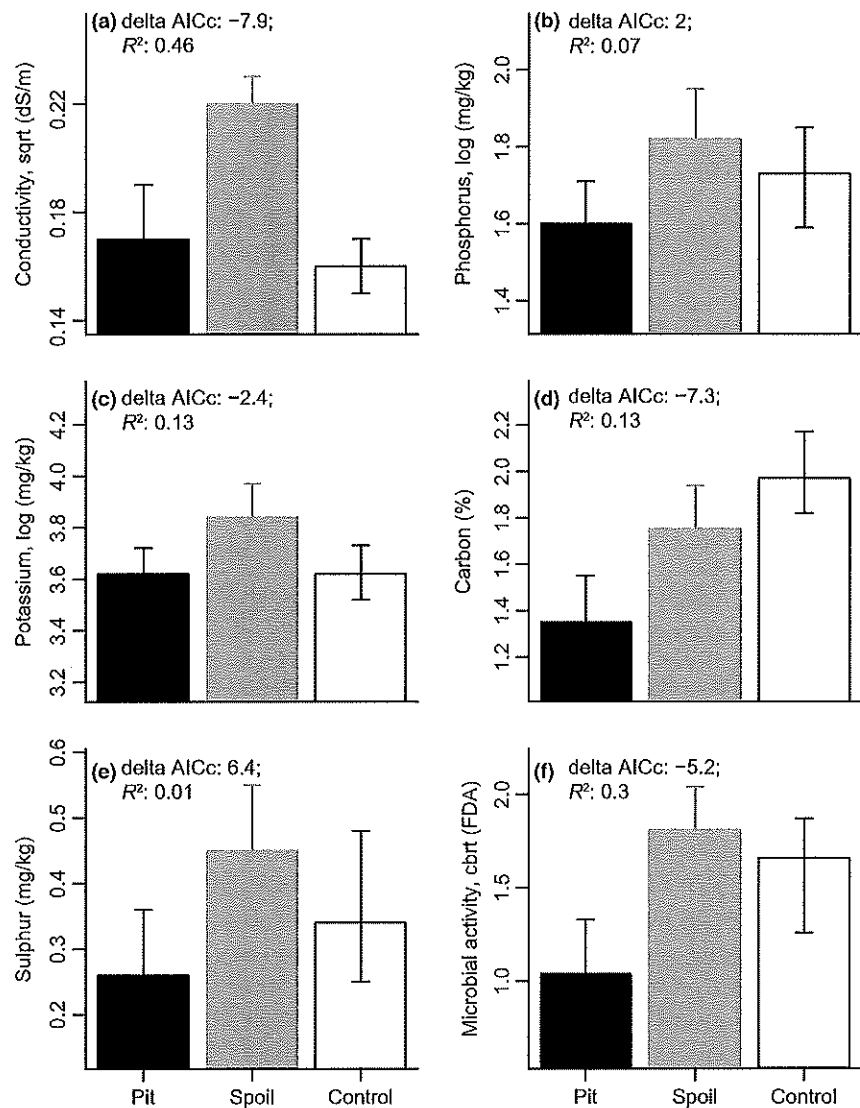 (a) delta AICc: −7.9;
R²: 0.46
Conductivity, sqrt (dS/m)
0.22
0.18
0.14
(b) delta AICc: 2;
R²: 0.07
Phosphorus, log (mg/kg)
2.0
1.8
1.6
1.4
(c) delta AICc: −2.4;
R²: 0.13
Potassium, log (mg/kg)
4.2
4.0
3.8
3.6
3.4
3.2
(d) delta AICc: −7.3;
R²: 0.13
Carbon (%)
2.2
2.0
1.8
1.6
1.4
1.2
(e) delta AICc: 6.4;
R²: 0.01
Sulphur (mg/kg)
0.6
0.5
0.4
0.3
0.2
Pit Spoil Control
(f) delta AICc: −5.2;
R²: 0.3
Microbial activity, cbrt (FDA)
2.0
1.5
1.0
Pit Spoil Control